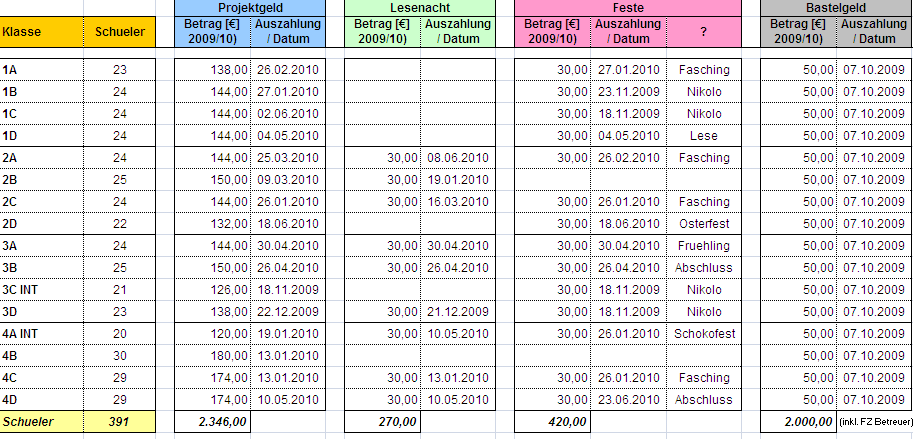 Projektgeld Lesenacht Feste Bastelgeld
Klasse Schueler Betrag [€] 2009/10) Auszahlung / Datum Betrag [€] 2009/10) Auszahlung / Datum Betrag [€] 2009/10) Auszahlung / Datum ? Betrag [€] 2009/10) Auszahlung / Datum
1A 23 138,00 26.02.2010 30,00 27.01.2010 Fasching 50,00 07.10.2009
1B 24 144,00 27.01.2010 30,00 23.11.2009 Nikolo 50,00 07.10.2009
1C 24 144,00 02.06.2010 30,00 18.11.2009 Nikolo 50,00 07.10.2009
1D 24 144,00 04.05.2010 30,00 04.05.2010 Lese 50,00 07.10.2009
2A 24 144,00 25.03.2010 30,00 08.06.2010 30,00 26.02.2010 Fasching 50,00 07.10.2009
2B 25 150,00 09.03.2010 30,00 19.01.2010 50,00 07.10.2009
2C 24 144,00 26.01.2010 30,00 16.03.2010 30,00 26.01.2010 Fasching 50,00 07.10.2009
2D 22 132,00 18.06.2010 30,00 18.06.2010 Osterfest 50,00 07.10.2009
3A 24 144,00 30.04.2010 30,00 30.04.2010 30,00 30.04.2010 Fruehling 50,00 07.10.2009
3B 25 150,00 26.04.2010 30,00 26.04.2010 30,00 26.04.2010 Abschluss 50,00 07.10.2009
3C INT 21 126,00 18.11.2009 30,00 18.11.2009 Nikolo 50,00 07.10.2009
3D 23 138,00 22.12.2009 30,00 21.12.2009 30,00 18.11.2009 Nikolo 50,00 07.10.2009
4A INT 20 120,00 19.01.2010 30,00 10.05.2010 30,00 26.01.2010 Schokofest 50,00 07.10.2009
4B 30 180,00 13.01.2010 50,00 07.10.2009
4C 29 174,00 13.01.2010 30,00 13.01.2010 30,00 26.01.2010 Fasching 50,00 07.10.2009
4D 29 174,00 10.05.2010 30,00 10.05.2010 30,00 23.06.2010 Abschluss 50,00 07.10.2009
Schueler 391 2.346,00 270,00 420,00 2.000,00 (inkl. FZ Betreuer)